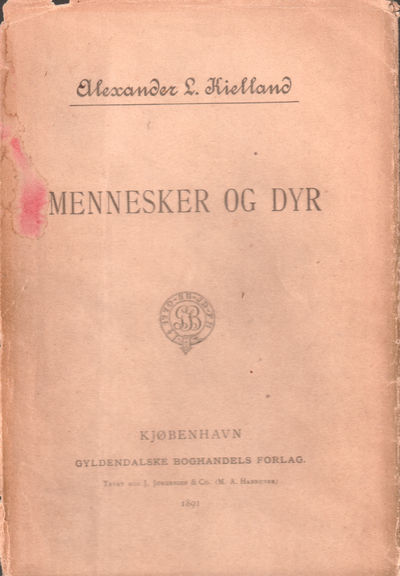 Alexander L. Kielland
MENNESKER OG DYR
KJØBENHAVN
GYLDENDALSKE BOGHANDELS FORLAG.
Trykt hos J. Jørgensen & Co. (M. A. Hannover)
1891